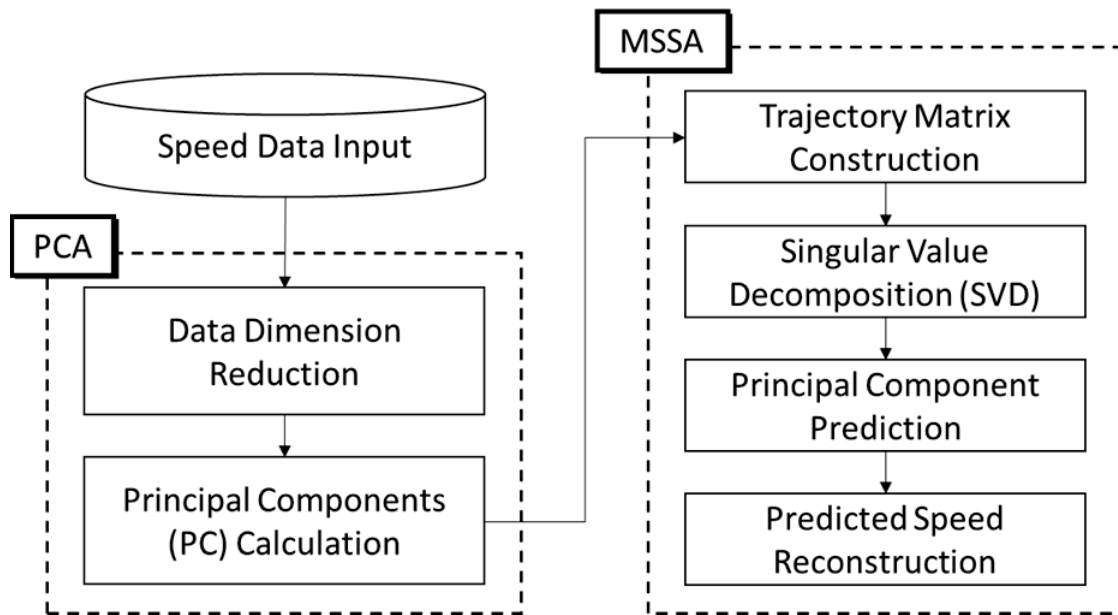 Speed Data Input
PCA
Data Dimension
Reduction
Principal Components
(PC) Calculation
MSSA
Trajectory Matrix
Construction
Singular Value
Decomposition (SVD)
Principal Component
Prediction
Predicted Speed
Reconstruction